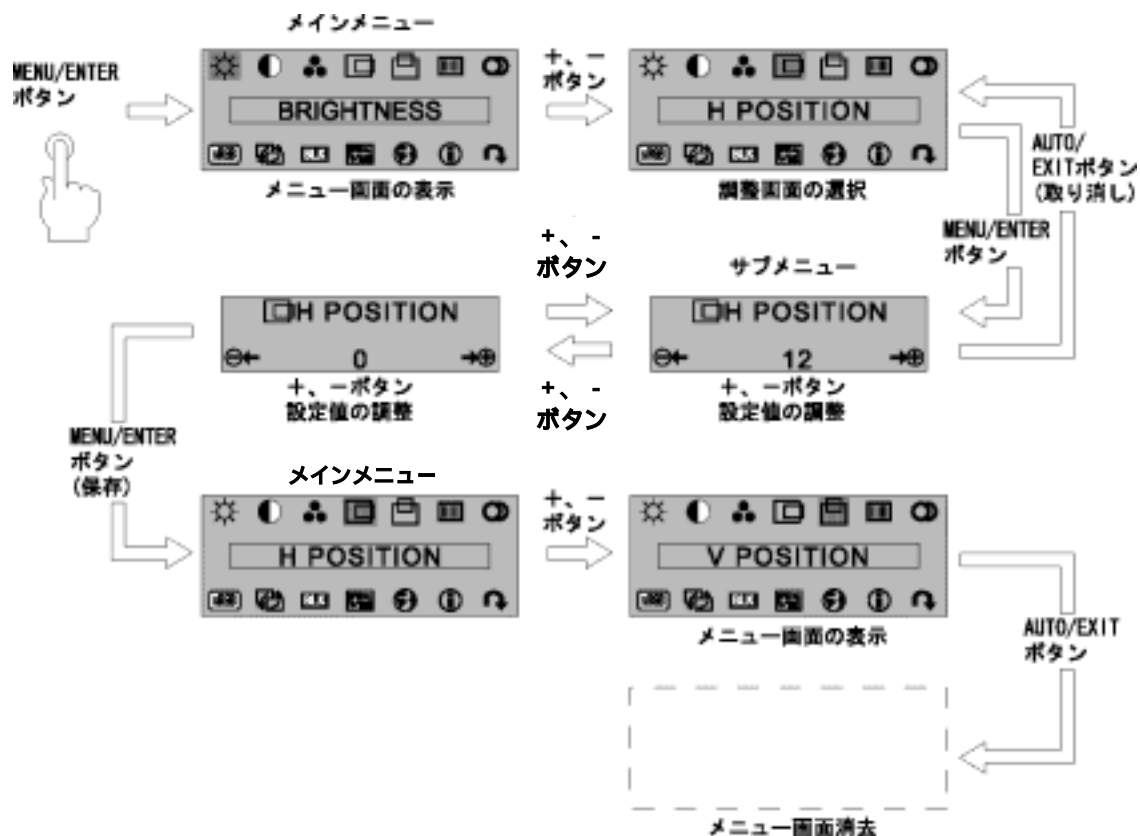 メインメニュー
MENU/ENTER
ボタン
BRIGHTNESS
メニュー画面の表示
＋、－
ボタン
H POSITION
調整画面の選択
AUTO/
EXITボタン
(取り消し)
MENU/ENTER
ボタン
+、-
ボタン
サブメニュー
H POSITION
0
＋、－ボタン
設定値の調整
H POSITION
12
＋、－ボタン
設定値の調整
+、-
ボタン
MENU/ENTER
ボタン
(保存)
メインメニュー
H POSITION
＋、－
ボタン
V POSITION
メニュー画面の表示
AUTO/EXIT
ボタン
メニュー画面消去